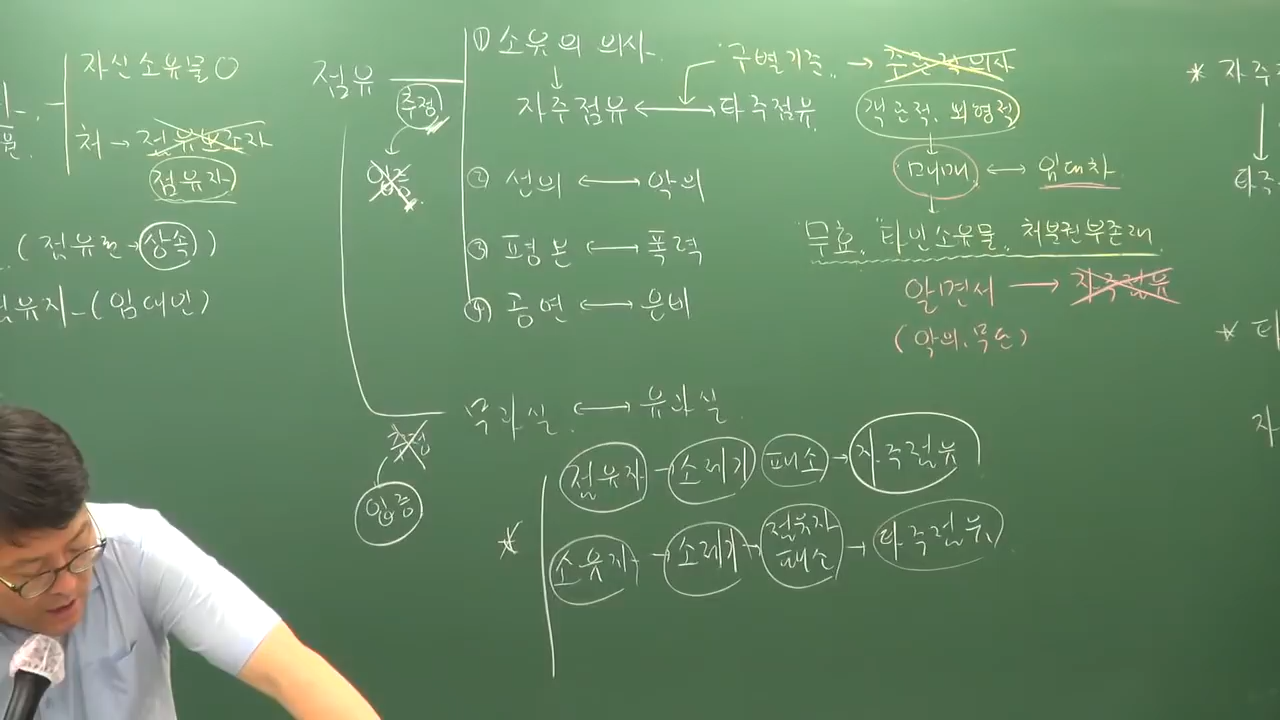 자신소유물O
처 → 점유보조자
점유자
(점유권→상속)
점유자-(임대인)
점유
추정
입증
① 소유의 의사
↓
자주점유 ↔ 타주점유
구별기준 → 주관적 의사
객관적. 외형적
매매 ↔ 임대차
무효. 타인소유물. 처분권부존재
알면서 → 자주점유
(악의.무단)
② 선의 ↔ 악의
③ 평온 ↔ 폭력
④ 공연 ↔ 은비
무과실 ↔ 유과실
추정
입증
점유자 → 소제기 패소 → 자주점유
* 소유자 → 소제기 → 점유자 패소 → 타주점유
* 자주
↓
타주
* 타
자